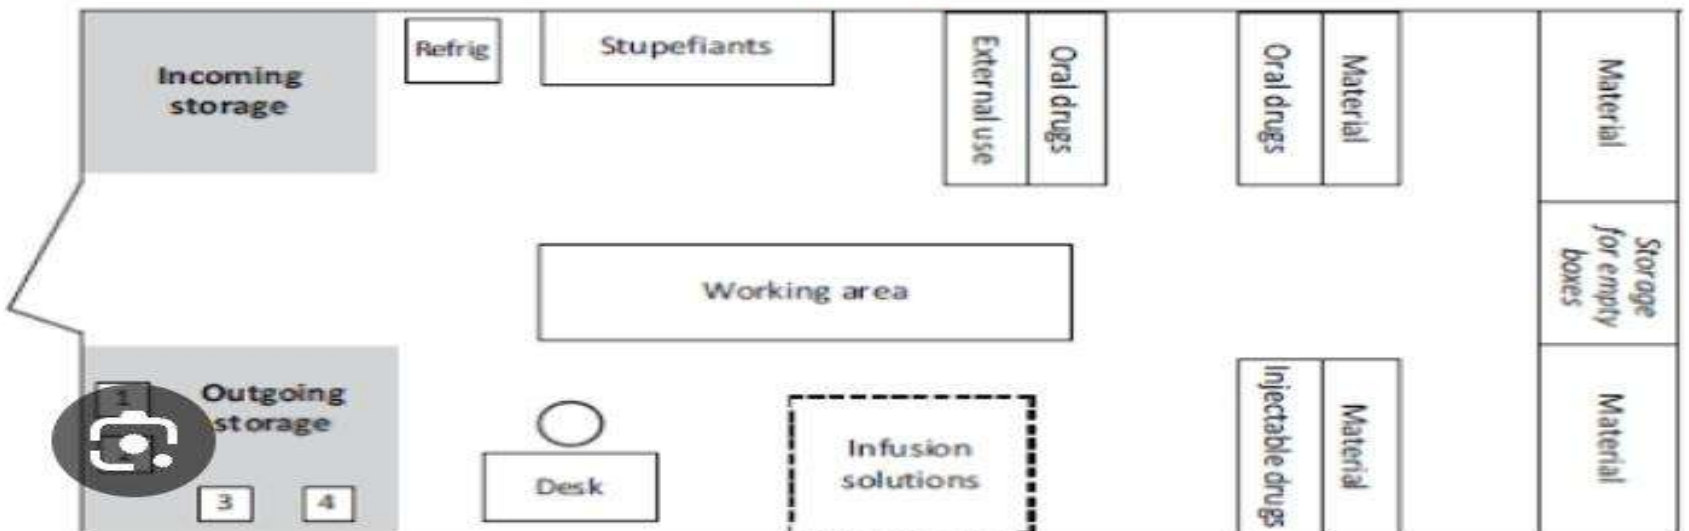 Incoming
storage
Refrig
Stupefiants
External use
Oral drugs
Oral drugs
Material
Material
Working area
Storage
for empty
boxes
1
Outgoing
storage
3
4
Desk
Infusion
solutions
Injectable drugs
Material
Material